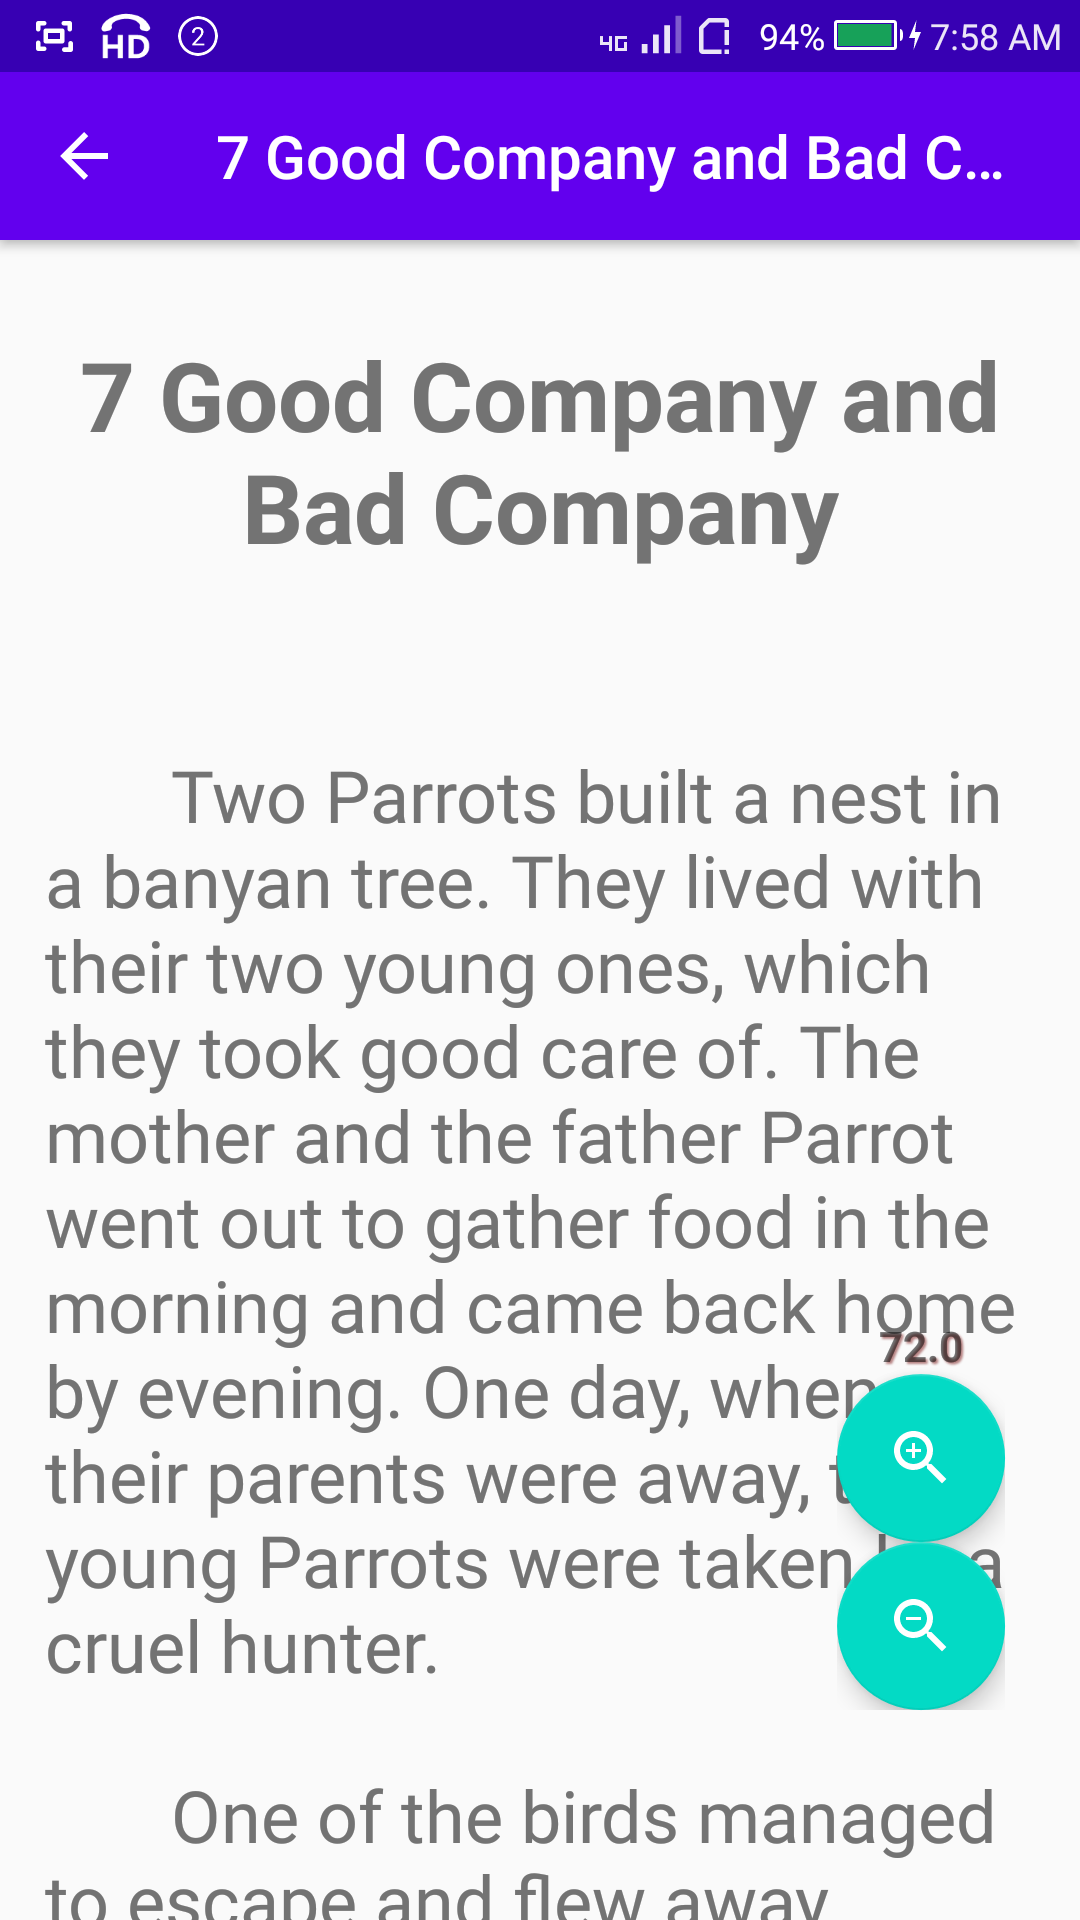 HD 2 4G 94% 7:58 AM
7 Good Company and Bad C...
7 Good Company and
Bad Company
Two Parrots built a nest in
a banyan tree. They lived with
their two young ones, which
they took good care of. The
mother and the father Parrot
went out to gather food in the
morning and came back home
72.0
by evening. One day, when
their parents were away,
young Parrots were taken a
cruel hunter.
One of the birds managed
to escape and flew away